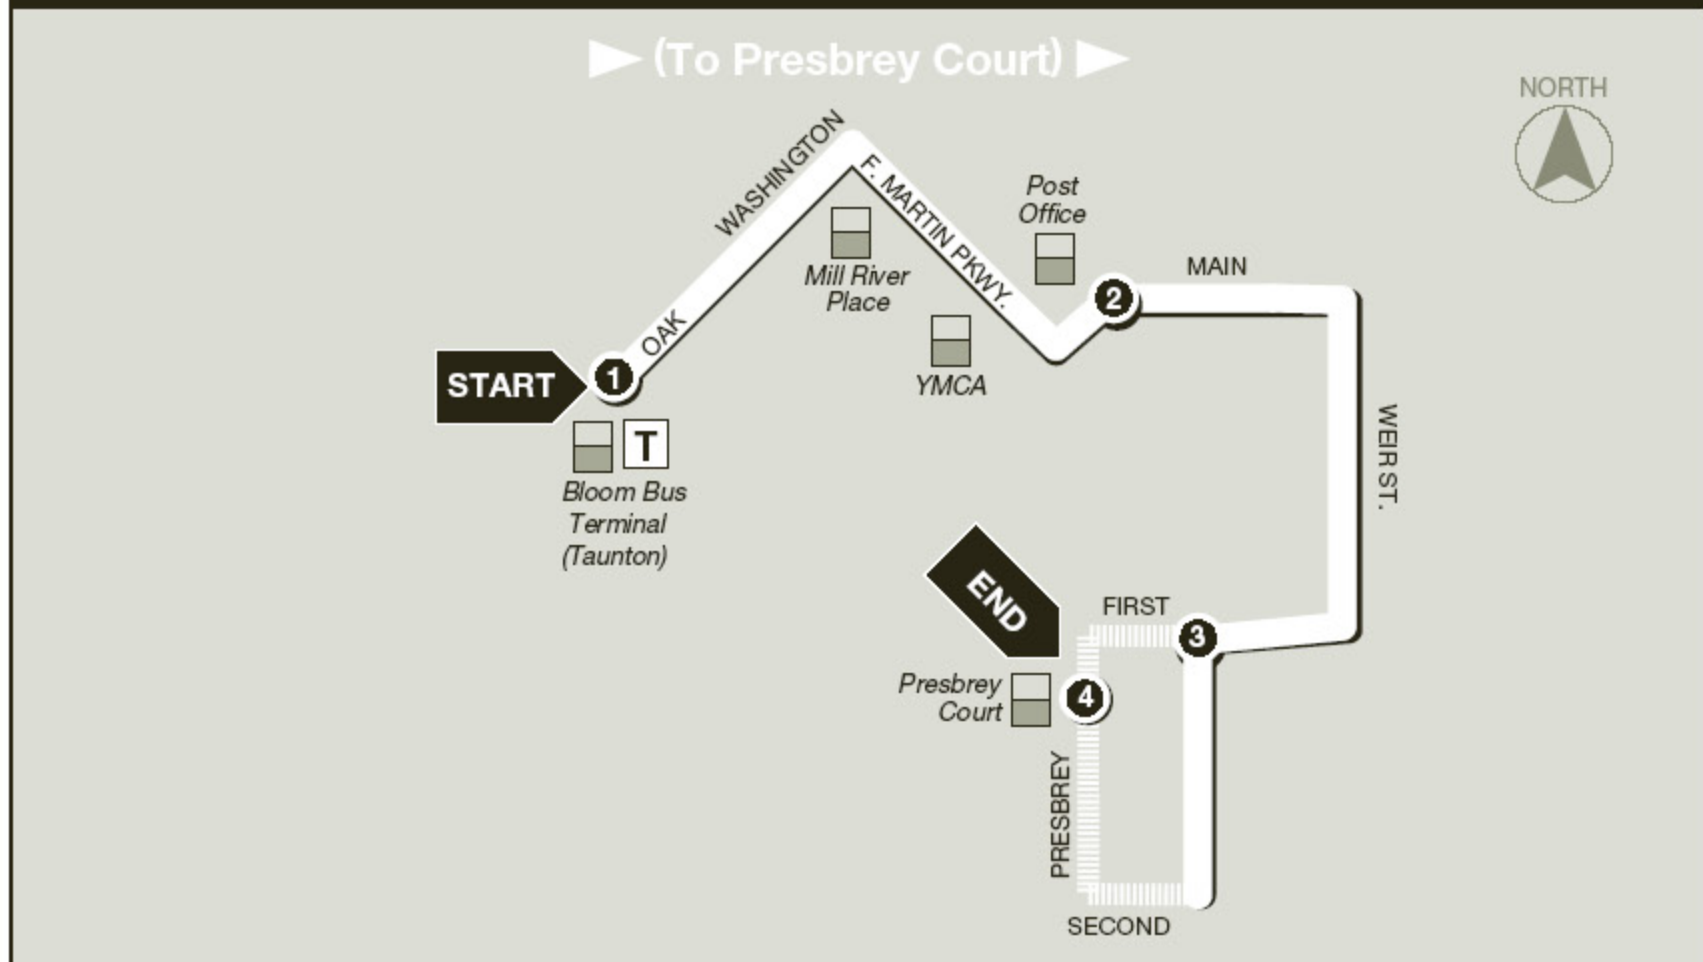 (To Presbrey Court)
NORTH
WASHINGTON
F. MARTIN PKWY.
Post
Office
Mill River
Place
2
MAIN
OAK
YMCA
START
1
T
Bloom Bus
Terminal
(Taunton)
WEIR ST.
END
FIRST
3
Presbrey
Court
4
PRESBREY
SECOND